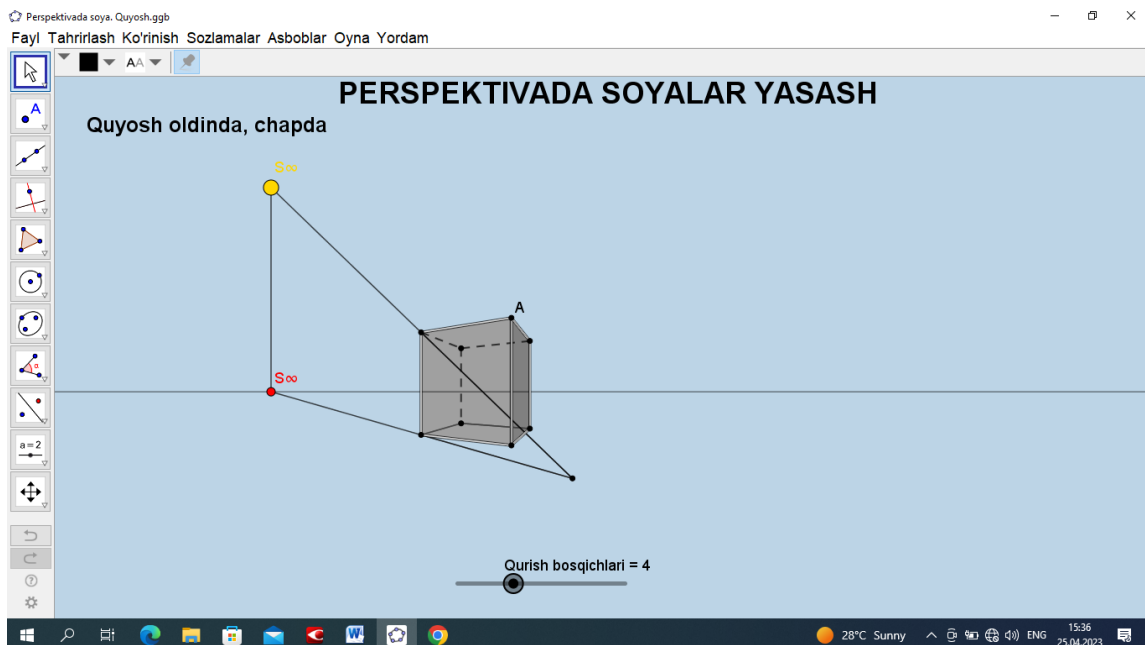 Perspektivada soya. Quyosh.ggb
Fayl Tahrirlash Ko'rinish Sozlamalar Asboblar Oyna Yordam
AA
PERSPEKTIVADA SOYALAR YASASH
Quyosh oldinda, chapda
S∞
A
S∞
A
α
a=2
Qurish bosqichlari = 4
28°C Sunny
ENG
15:36
25.04.2023